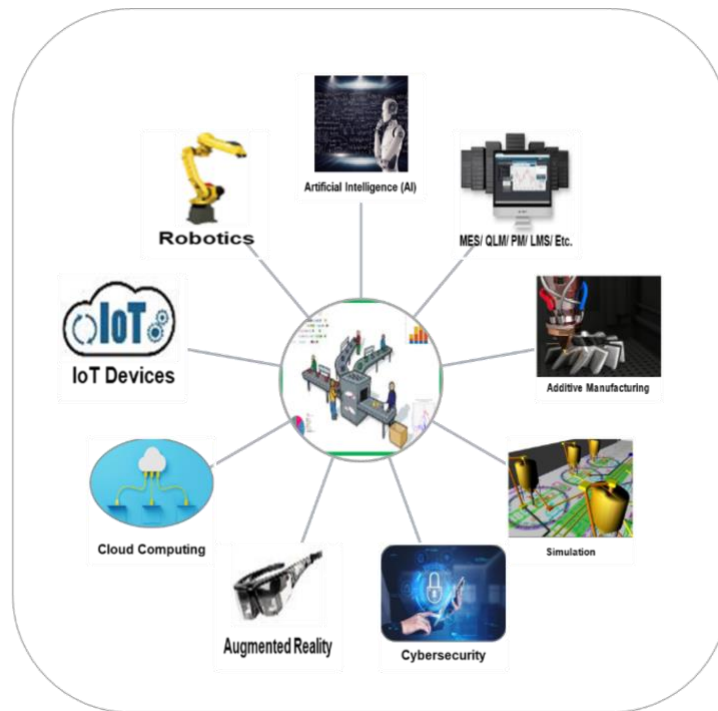 Artificial Intelligence (AI)
Robotics
MES/ QLM/ PM/ LMS/ Etc.
IoT
IoT Devices
Additive Manufacturing
Cloud Computing
Simulation
Augmented Reality
Cybersecurity